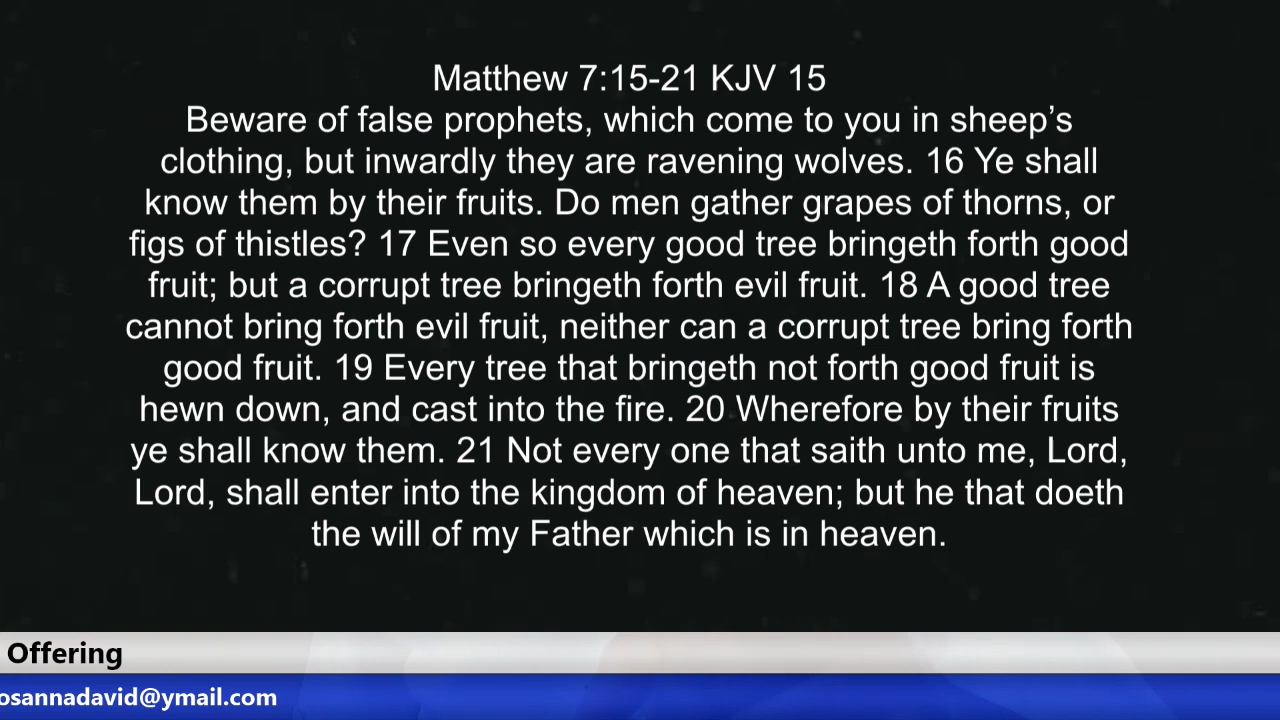 Matthew 7:15-21 KJV 15
Beware of false prophets, which come to you in sheep’s
clothing, but inwardly they are ravening wolves. 16 Ye shall
know them by their fruits. Do men gather grapes of thorns, or
figs of thistles? 17 Even so every good tree bringeth forth good
fruit; but a corrupt tree bringeth forth evil fruit. 18 A good tree
cannot bring forth evil fruit, neither can a corrupt tree bring forth
good fruit. 19 Every tree that bringeth not forth good fruit is
hewn down, and cast into the fire. 20 Wherefore by their fruits
ye shall know them. 21 Not every one that saith unto me, Lord,
Lord, shall enter into the kingdom of heaven; but he that doeth
the will of my Father which is in heaven.
Offering
osannadavid@ymail.com